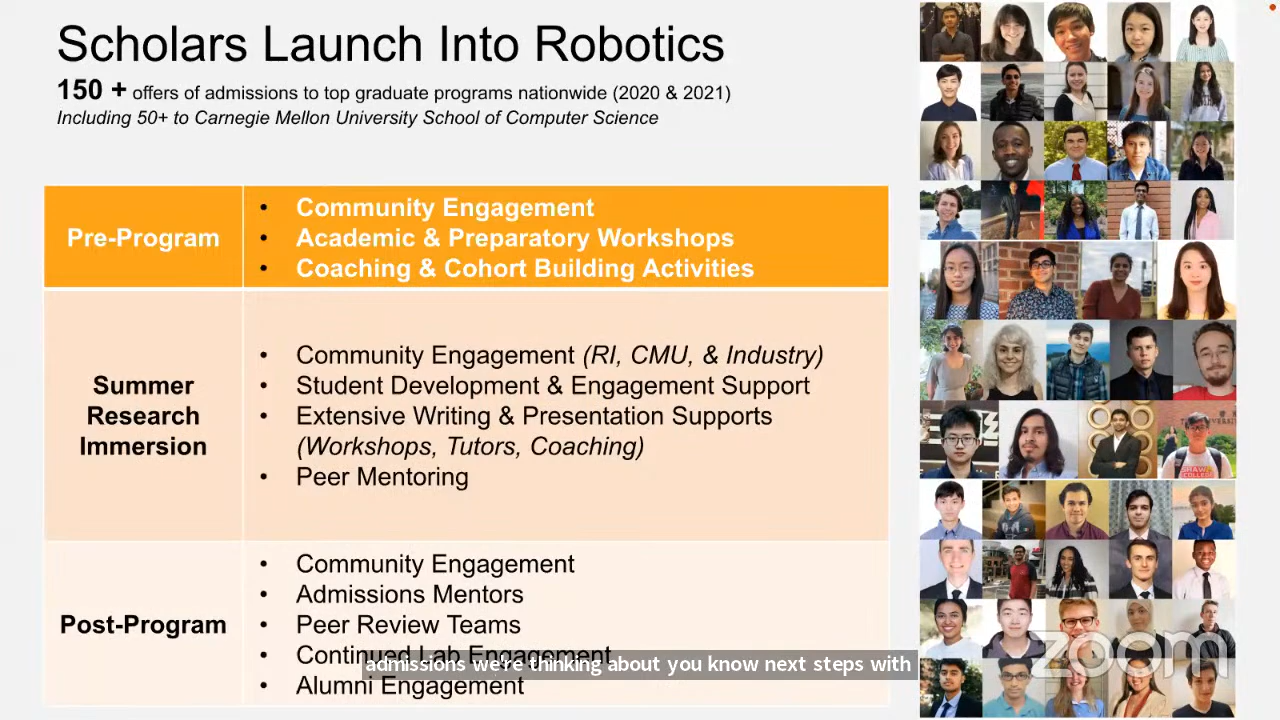 Scholars Launch Into Robotics
150 + offers of admissions to top graduate programs nationwide (2020 & 2021)
Including 50+ to Carnegie Mellon University School of Computer Science
Pre-Program
• Community Engagement
• Academic & Preparatory Workshops
• Coaching & Cohort Building Activities
Summer
Research
Immersion
• Community Engagement (RI, CMU, & Industry)
• Student Development & Engagement Support
• Extensive Writing & Presentation Supports
(Workshops, Tutors, Coaching)
• Peer Mentoring
Post-Program
• Community Engagement
• Admissions Mentors
• Peer Review Teams
• Continued Lab Engagement
• Alumni Engagement
admissions we're thinking about you know next steps with
zoom